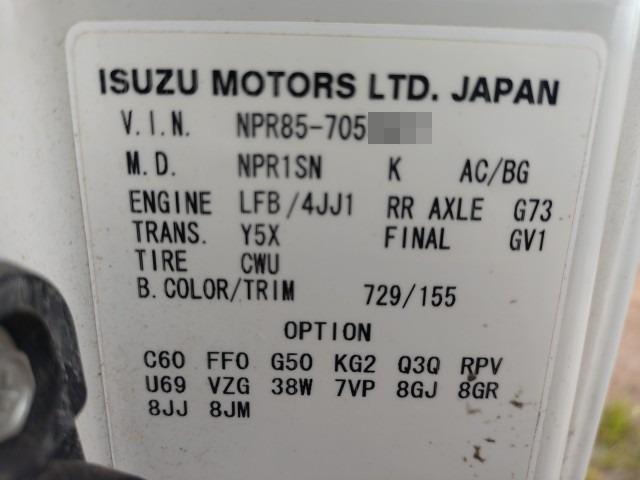 ISUZU MOTORS LTD. JAPAN
V.I.N. NPR85-705
M.D. NPR1SN K AC/BG
ENGINE LFB/4JJ1 RR AXLE G73
TRANS. Y5X FINAL GV1
TIRE CWU
B.COLOR/TRIM 729/155
OPTION
C60 FF0 G50 KG2 Q3Q RPV
U69 VZG 38W 7VP 8GJ 8GR
8JJ 8JM